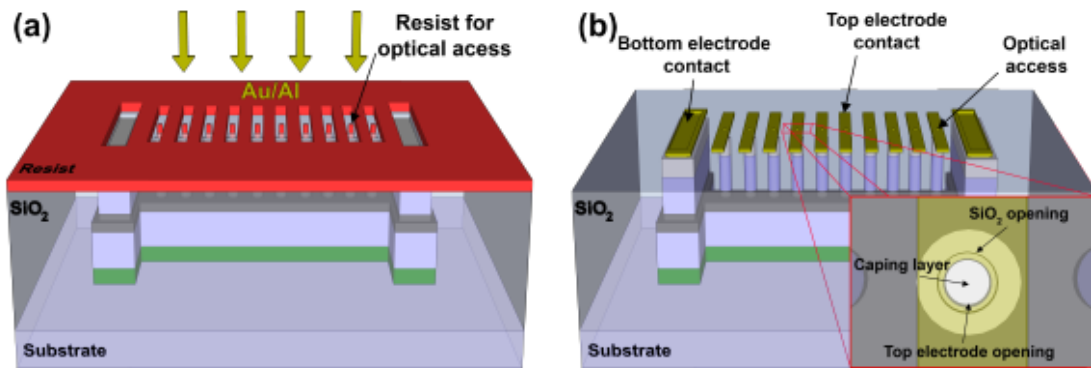 (a)
Resist for
optical acess
Au/Al
Resist
SiO2
Substrate
(b)
Bottom electrode
contact
Top electrode
contact
Optical
access
SiO2
Substrate
SiO2 opening
Caping layer
Top electrode opening